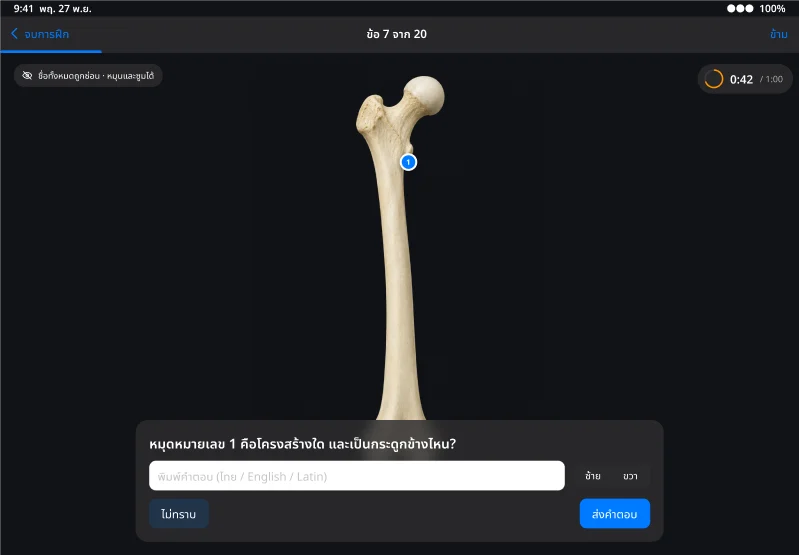 9:41 พฤ. 27 พ.ย.
100%
จบการฝึก
ข้อ 7 จาก 20
ข้าม
ชื่อทั้งหมดถูกซ่อน · หมุนและซูมได้
0:42 / 1:00
1
หมุดหมายเลข 1 คือโครงสร้างใด และเป็นกระดูกข้างไหน?
พิมพ์คำตอบ (ไทย / English / Latin)
ซ้าย
ขวา
ไม่ทราบ
ส่งคำตอบ